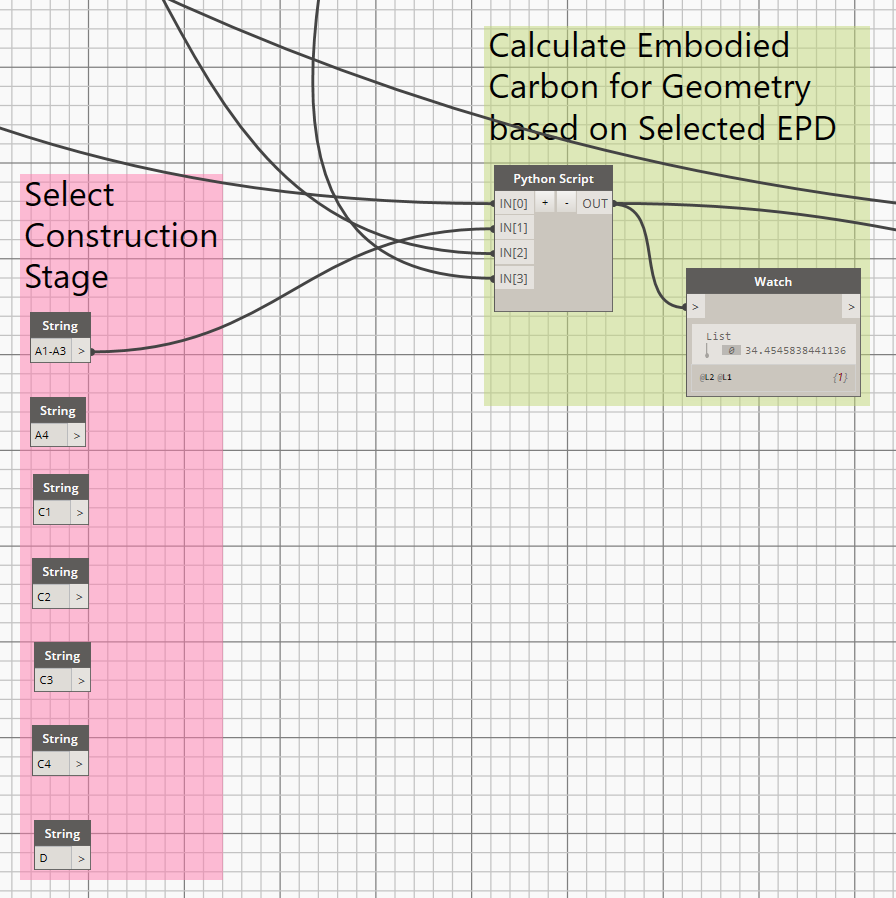 Calculate Embodied
Carbon for Geometry
based on Selected EPD
Python Script
IN[0] + - OUT
IN[1]
IN[2]
IN[3]
Watch
> >
List
0 34.4545838441136
@L2 @L1 {1}
Select
Construction
Stage
String
A1-A3 >
String
A4 >
String
C1 >
String
C2 >
String
C3 >
String
C4 >
String
D >